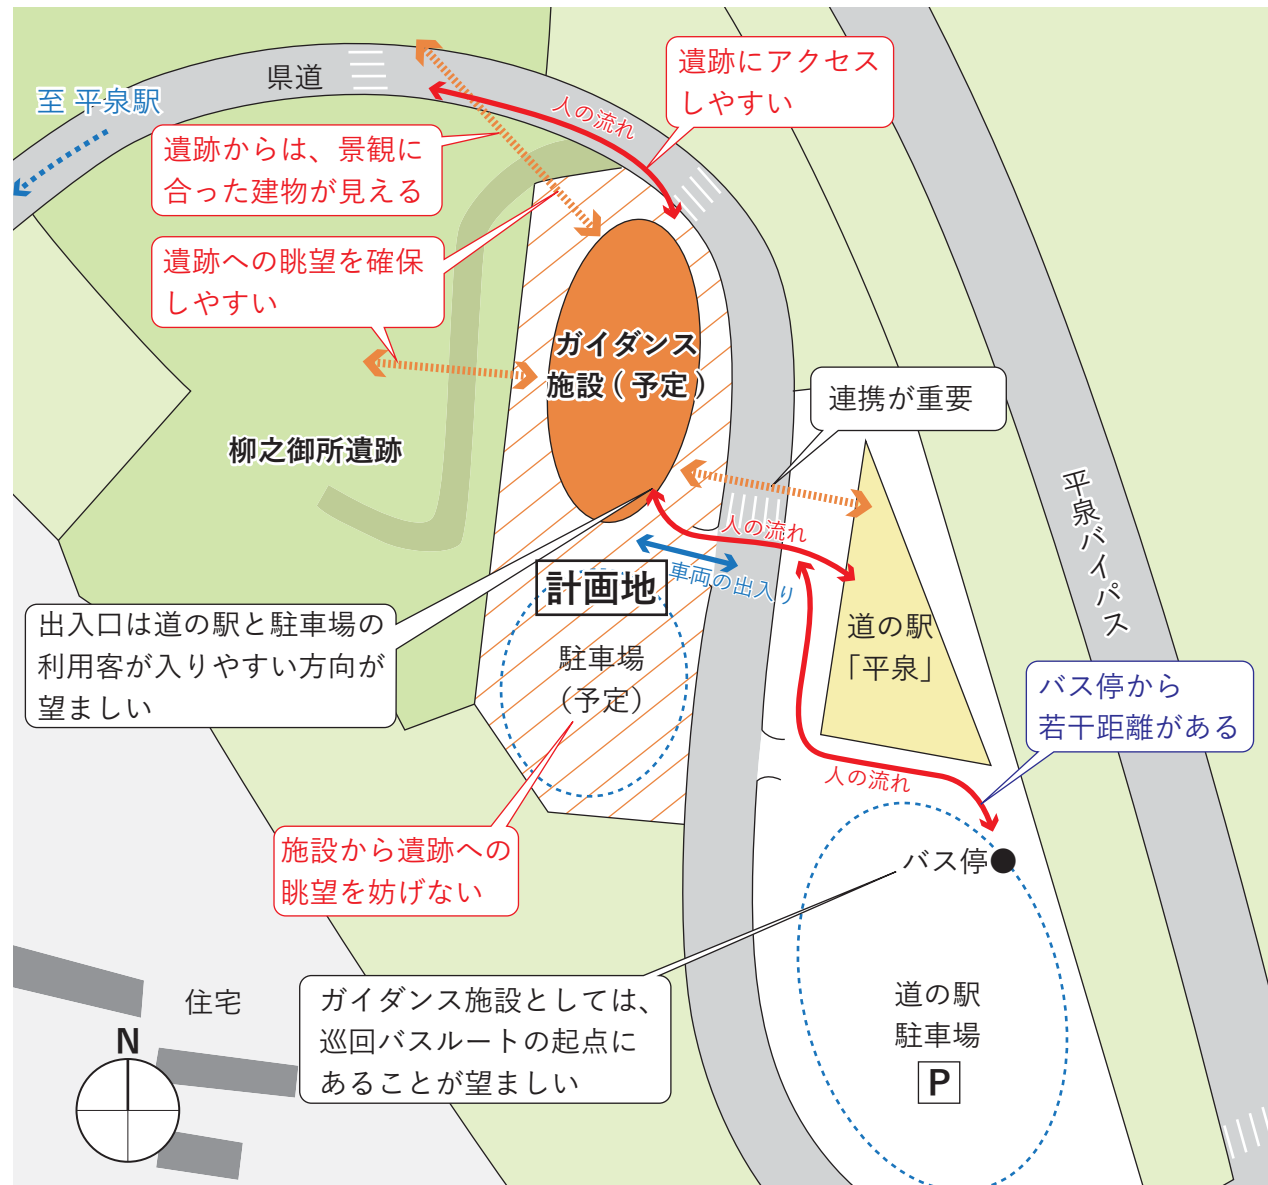 遺跡にアクセス
しやすい
県道
至 平泉駅
人の流れ
遺跡からは、景観に
合った建物が見える
遺跡への眺望を確保
しやすい
ガイダンス
施設(予定)
連携が重要
柳之御所遺跡
平泉バイパス
人の流れ
車両の出入り
計画地
出入口は道の駅と駐車場の
利用客が入りやすい方向が
望ましい
駐車場
(予定)
道の駅
「平泉」
バス停から
若干距離がある
人の流れ
施設から遺跡への
眺望を妨げない
バス停
住宅
ガイダンス施設としては、
巡回バスルートの起点に
あることが望ましい
道の駅
駐車場
P
N